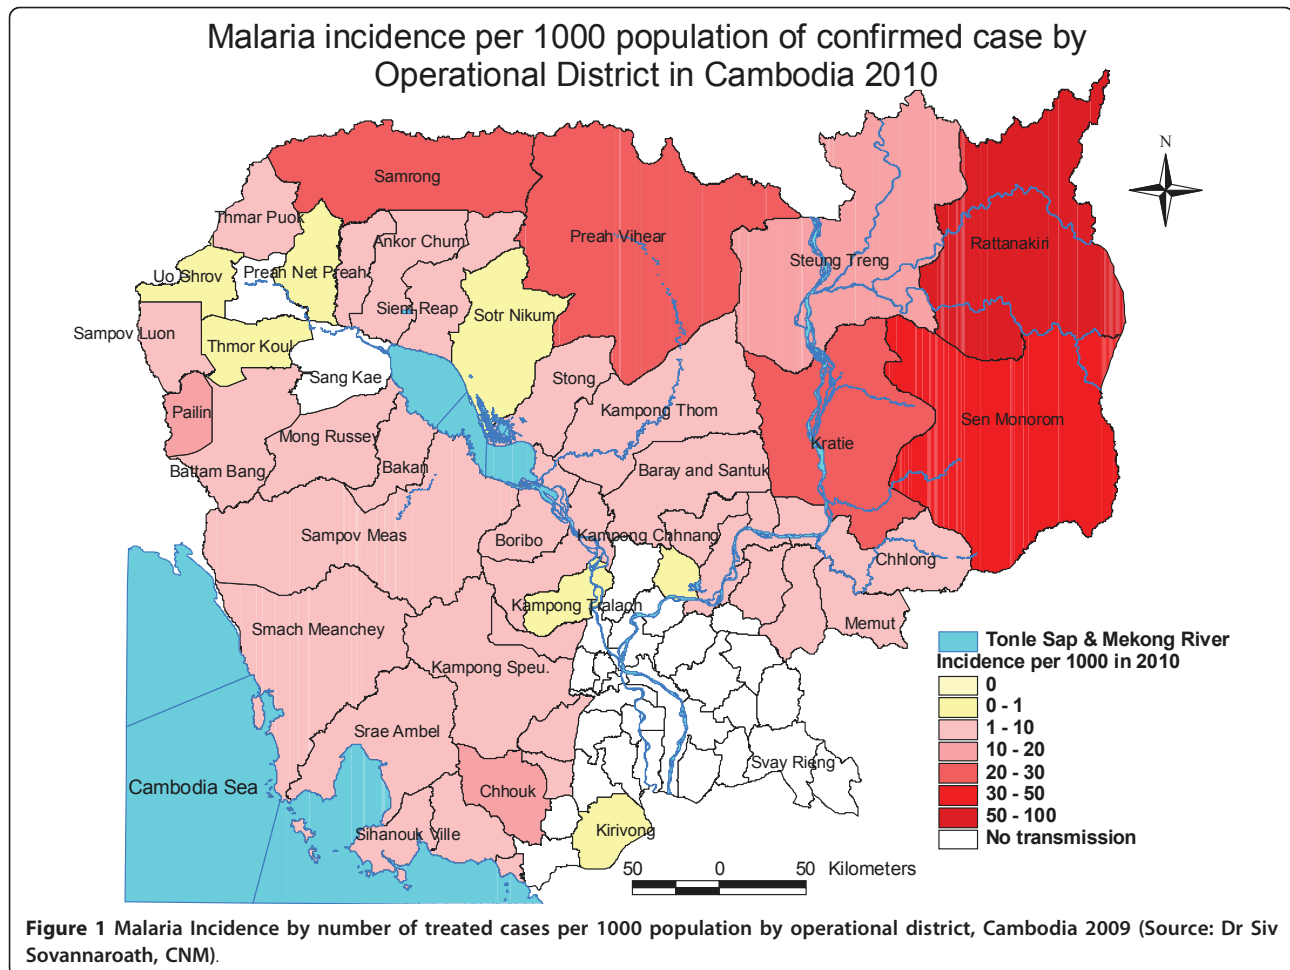 Malaria incidence per 1000 population of confirmed case by
Operational District in Cambodia 2010
N
Samrong
Thmar Puok
Ankor Chum
Preah Vihear
Rattanakiri
Steung Treng
Uo Shrov
Preah Net Preah
Siem Reap
Sotr Nikum
Sampov Luon
Thmor Koul
Sang Kae
Stong
Pailin
Kampong Thom
Sen Monorom
Mong Russey
Kratie
Battam Bang
Bakan
Baray and Santuk
Sampov Meas
Boribo
Kampong Chhnang
Chhlong
Kampong Tralach
Smach Meanchey
Memut
Kampong Speu.
Srae Ambel
Svay Rieng
Cambodia Sea
Chhouk
Sihanouk Ville
Kirivong
Tonle Sap & Mekong River
Incidence per 1000 in 2010
0
0 - 1
1 - 10
10 - 20
20 - 30
30 - 50
50 - 100
No transmission
50 0 50 Kilometers
Figure 1 Malaria Incidence by number of treated cases per 1000 population by operational district, Cambodia 2009 (Source: Dr Siv
Sovannaroath, CNM).